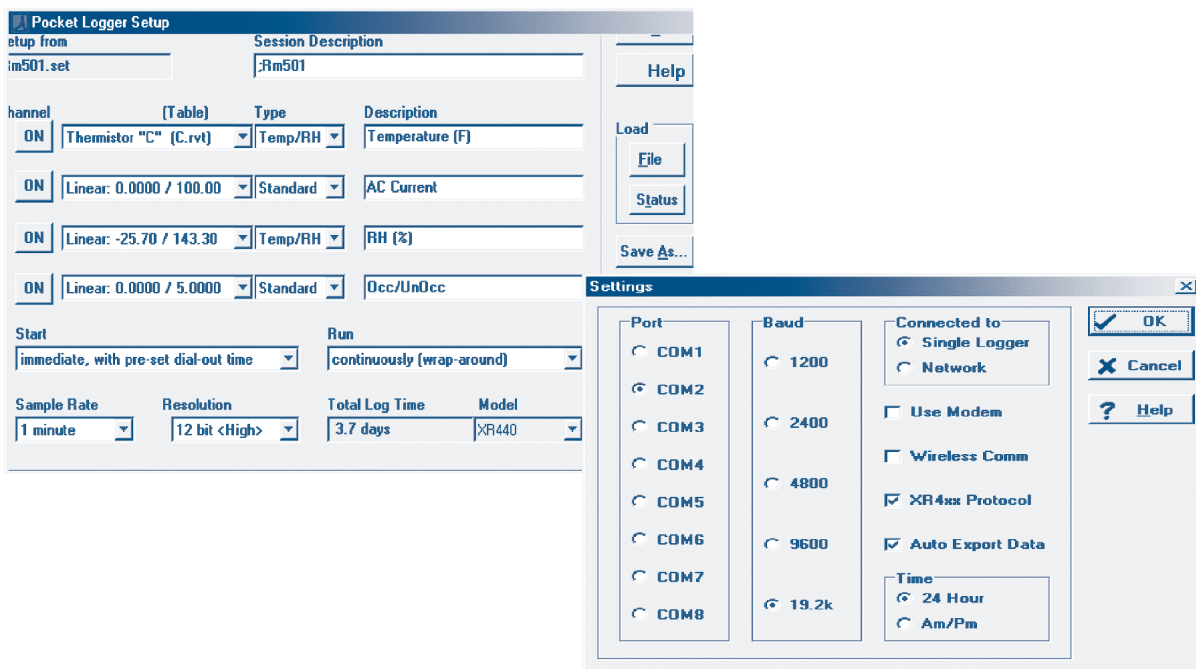 Pocket Logger Setup
etup from
Session Description
m501.set
;Rm501
Help
hannel
(Table)
Type
Description
ON
Thermistor "C" (C.rvt)
Temp/RH
Temperature (F)
Load
File
Status
ON
Linear: 0.0000 / 100.00
Standard
AC Current
ON
Linear: -25.70 / 143.30
Temp/RH
RH (%)
Save As...
ON
Linear: 0.0000 / 5.0000
Standard
Occ/UnOcc
Start
Run
immediate, with pre-set dial-out time
continuously (wrap-around)
Sample Rate
Resolution
Total Log Time
Model
1 minute
12 bit <High>
3.7 days
XR440
Settings
Port
COM1
COM2
COM3
COM4
COM5
COM6
COM7
COM8
Baud
1200
2400
4800
9600
19.2k
Connected to
Single Logger
Network
Use Modem
Wireless Comm
XR4xx Protocol
Auto Export Data
Time
24 Hour
Am/Pm
OK
Cancel
? Help